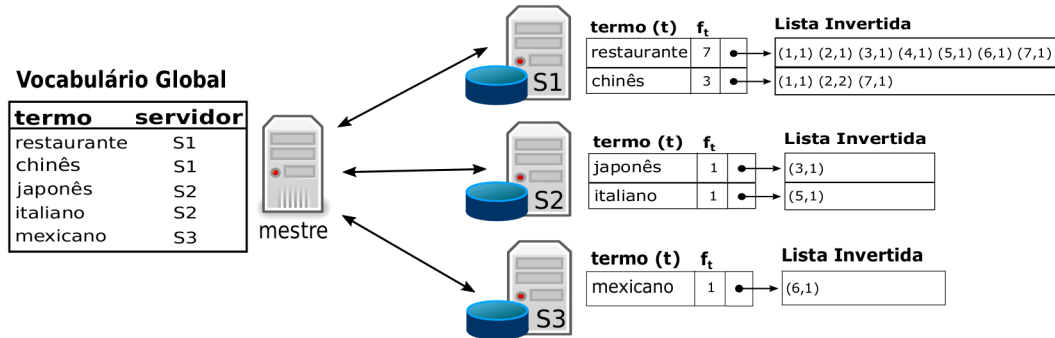 Vocabulário Global
termo servidor
restaurante S1
chinês S1
japonês S2
italiano S2
mexicano S3
mestre
S1
termo (t) ft Lista Invertida
restaurante 7 (1,1) (2,1) (3,1) (4,1) (5,1) (6,1) (7,1)
chinês 3 (1,1) (2,2) (7,1)
S2
termo (t) ft Lista Invertida
japonês 1 (3,1)
italiano 1 (5,1)
S3
termo (t) ft Lista Invertida
mexicano 1 (6,1)